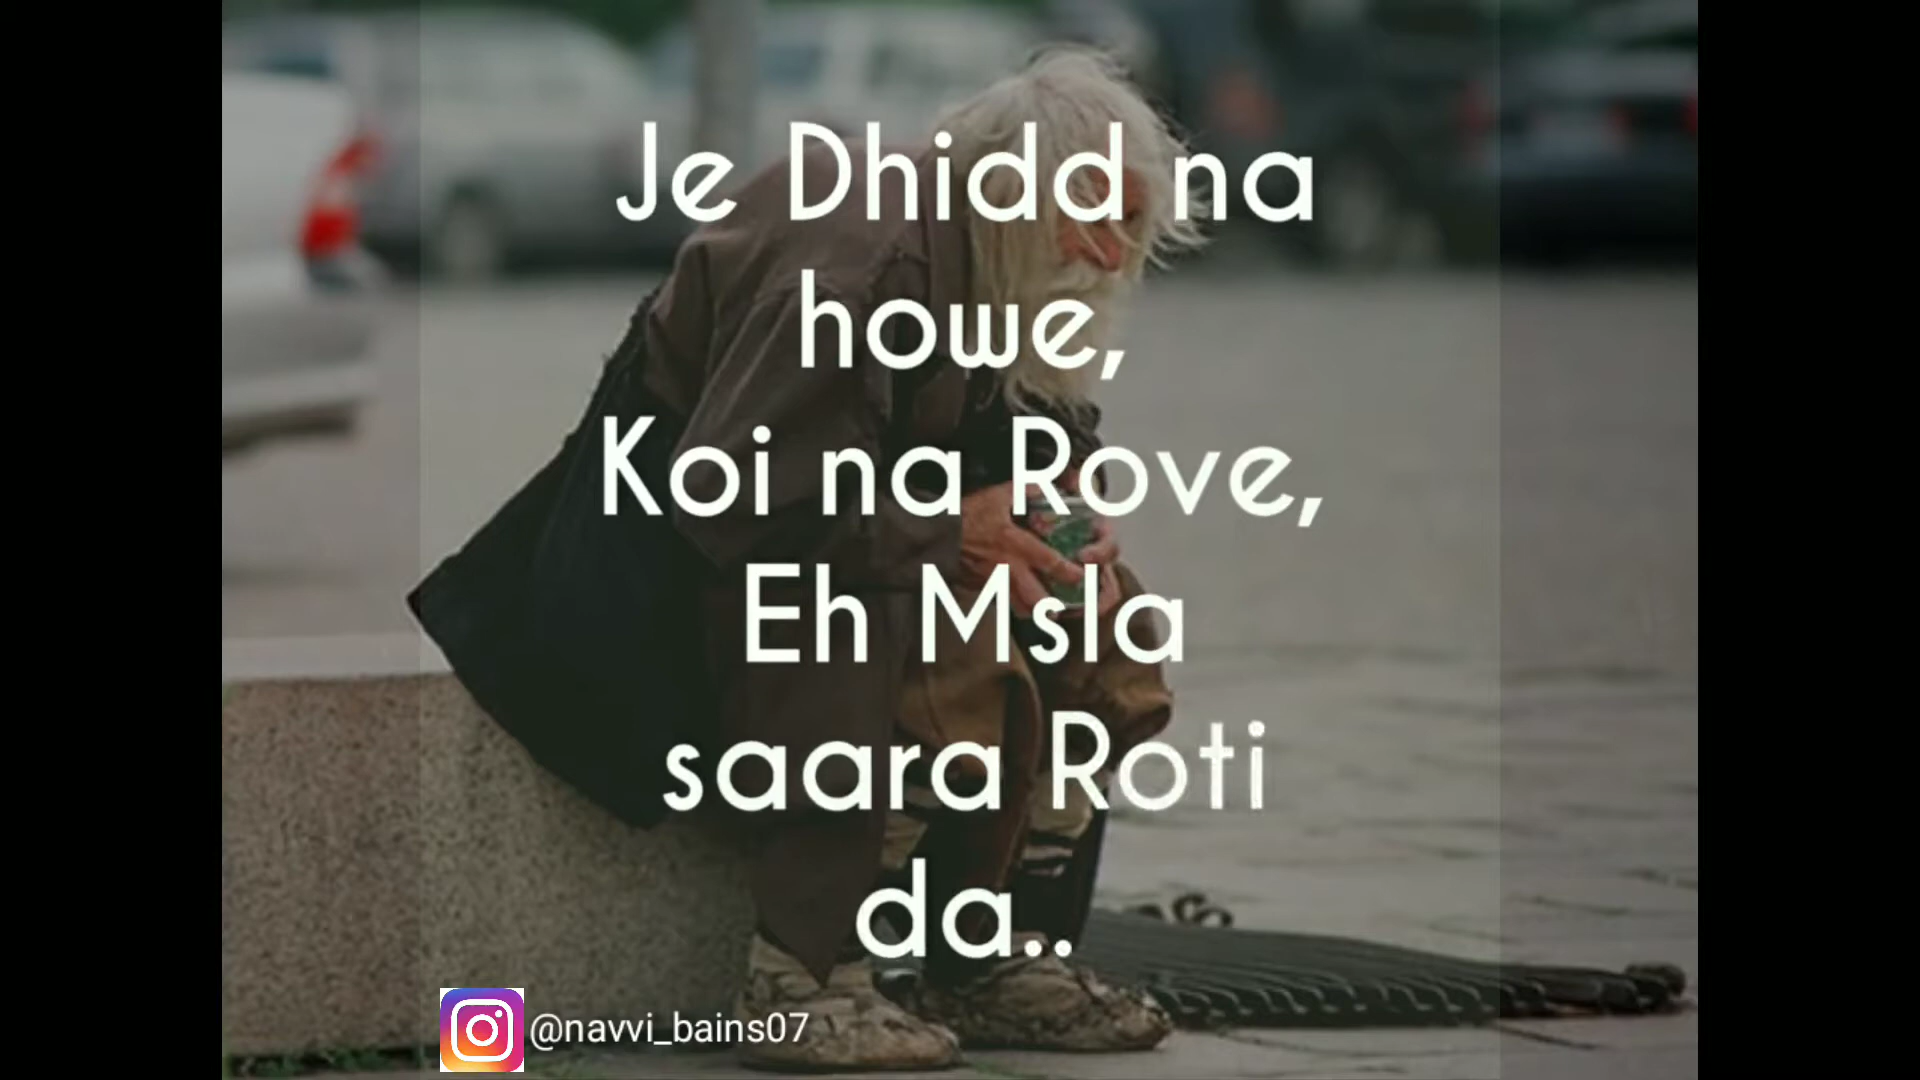 Je Dhidd na
howe,
Koi na Rove,
Eh Msla
saara Roti
da..
@navvi_bains07